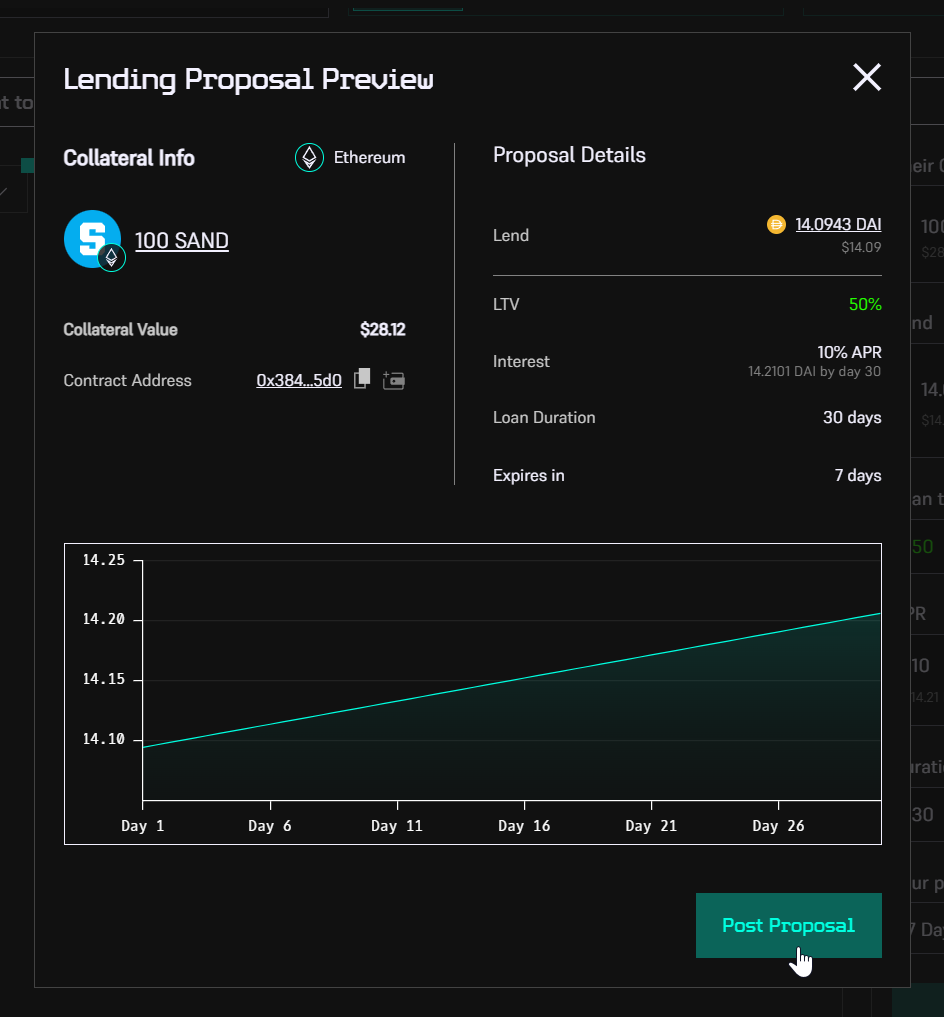 Lending Proposal Preview
Collateral Info
Ethereum
100 SAND
Collateral Value
$28.12
Contract Address
0x384...5d0
Proposal Details
Lend
14.0943 DAI
$14.09
LTV
50%
Interest
10% APR
14.2101 DAI by day 30
Loan Duration
30 days
Expires in
7 days
14.25
14.20
14.15
14.10
Day 1
Day 6
Day 11
Day 16
Day 21
Day 26
Post Proposal